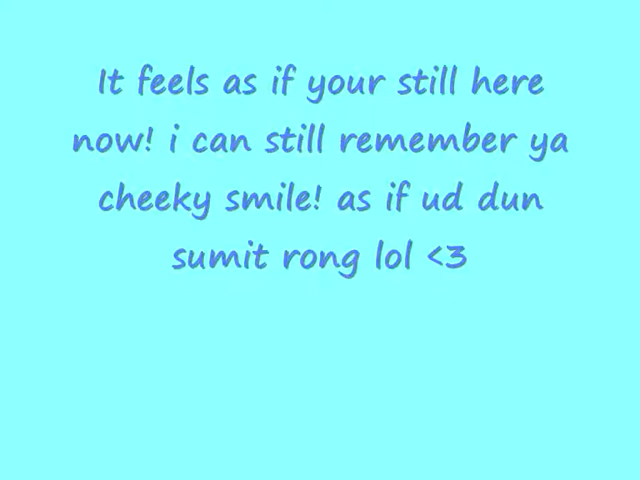 It feels as if your still here
now! i can still remember ya
cheeky smile! as if ud dun
sumit rong lol <3